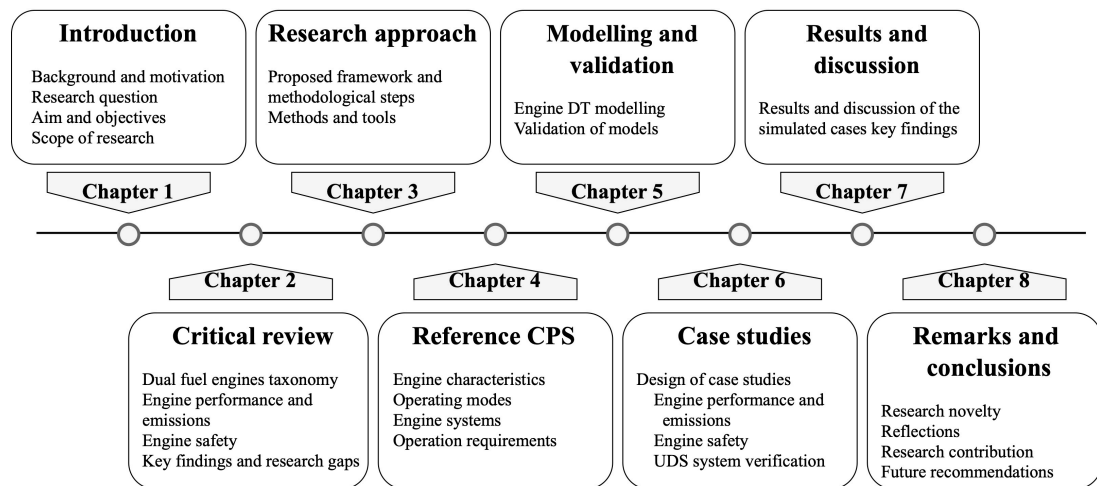 Introduction
Background and motivation
Research question
Aim and objectives
Scope of research
Chapter 1
Research approach
Proposed framework and
methodological steps
Methods and tools
Chapter 3
Modelling and
validation
Engine DT modelling
Validation of models
Chapter 5
Results and
discussion
Results and discussion of the
simulated cases key findings
Chapter 7
Chapter 2
Critical review
Dual fuel engines taxonomy
Engine performance and
emissions
Engine safety
Key findings and research gaps
Chapter 4
Reference CPS
Engine characteristics
Operating modes
Engine systems
Operation requirements
Chapter 6
Case studies
Design of case studies
Engine performance and
emissions
Engine safety
UDS system verification
Chapter 8
Remarks and
conclusions
Research novelty
Reflections
Research contribution
Future recommendations